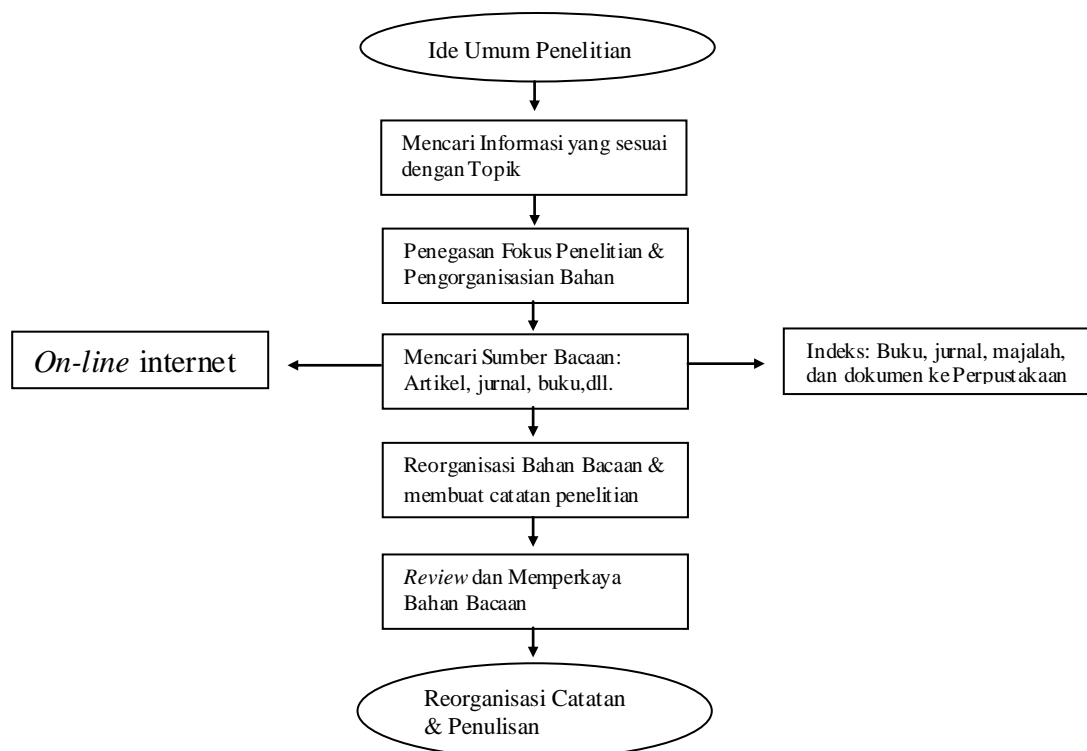 Ide Umum Penelitian
Mencari Informasi yang sesuai
dengan Topik
Penegasan Fokus Penelitian &
Pengorganisasian Bahan
On-line internet
Mencari Sumber Bacaan:
Artikel, jurnal, buku,dll.
Indeks: Buku, jurnal, majalah,
dan dokumen ke Perpustakaan
Reorganisasi Bahan Bacaan &
membuat catatan penelitian
Review dan Memperkaya
Bahan Bacaan
Reorganisasi Catatan
& Penulisan